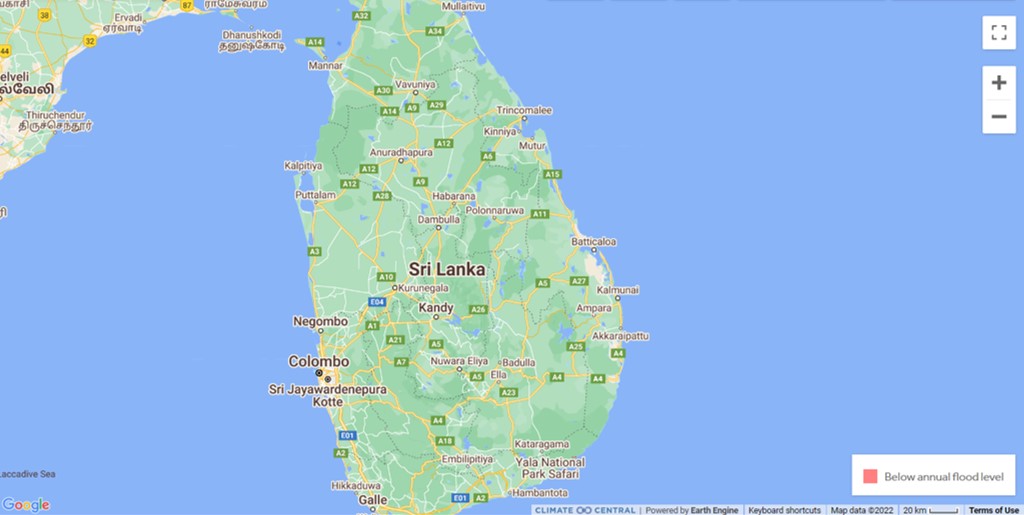 ராமேஸ்வரம்
38
87
Ervadi
ஏர்வாடி
32
44
elveli
ல்வேலி
Thiruchendur
திருச்செந்தூர்
Dhanushkodi
தனுஷ்கோடி
Mullaitivu
A32
A34
A14
Mannar
Vavuniya
A30
A14
A9
A29
Trincomalee
Kinniya
Mutur
A12
Anuradhapura
A6
Kalpitiya
A12
A12
A15
A9
A28
Puttalam
Habarana
Polonnaruwa
A11
Dambulla
Batticaloa
A3
Sri Lanka
A10
A5
A27
Kurunegala
Kalmunai
E04
Kandy
A26
Ampara
Negombo
A1
Akkaraipattu
A21
A5
A25
A4
Colombo
A7
Nuwara Eliya
Badulla
Ella
A5
A4
A4
Sri Jayawardenepura
Kotte
A23
A4
E01
A18
A2
Kataragama
Embilipitiya
Yala National
Park Safari
Laccadive Sea
Hikkaduwa
Hambantota
Galle
E01
A2
Below annual flood level
Google
CLIMATE CENTRAL | Powered by Earth Engine
Keyboard shortcuts
Map data ©2022
20 km
Terms of Use